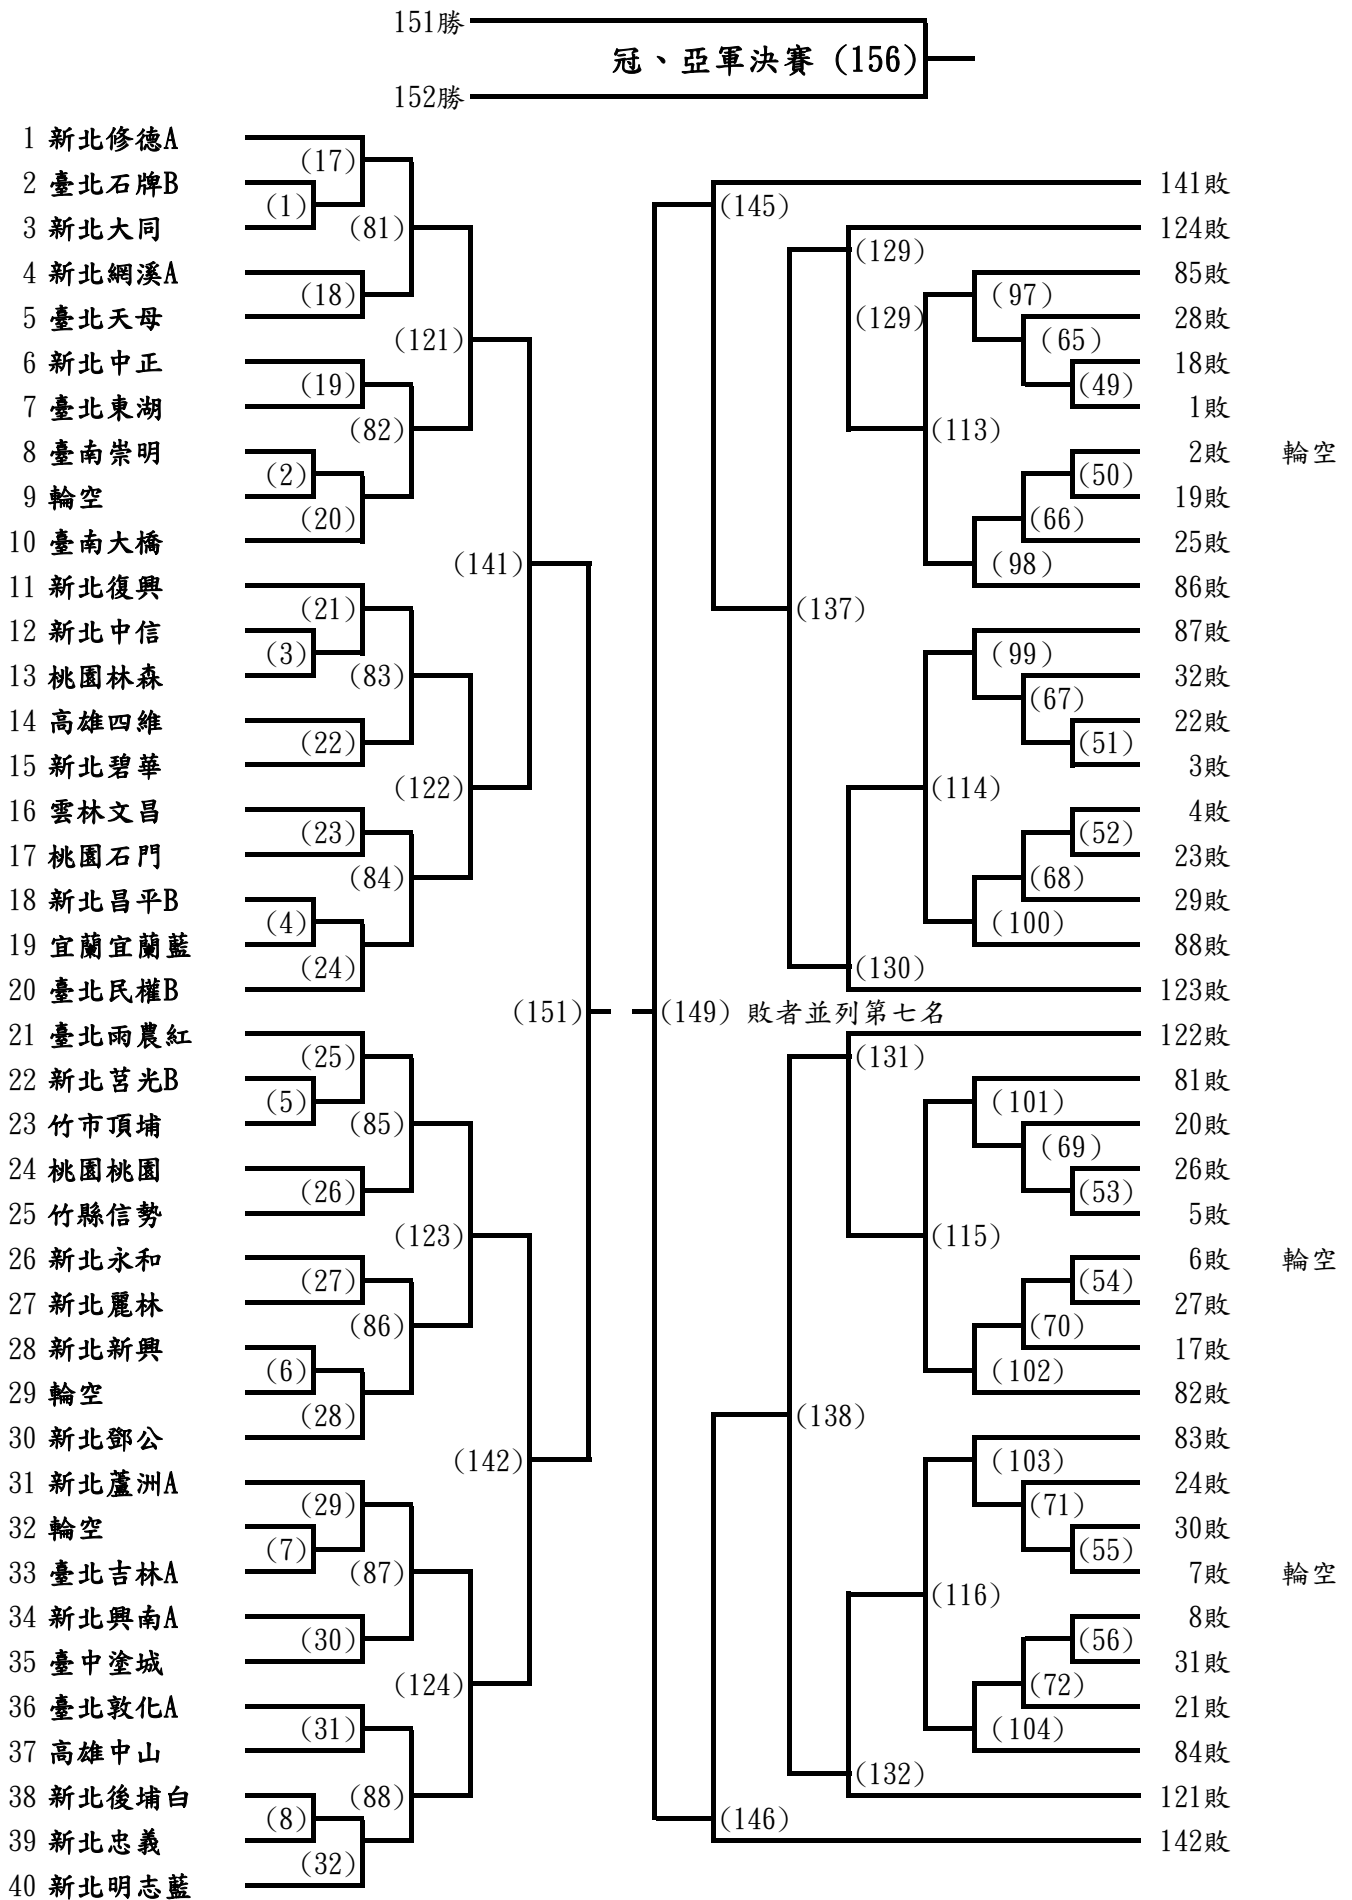 151勝
冠、亞軍決賽 (156)
152勝
1 新北修德A
(17)
2 臺北石牌B
141敗
(1)
(145)
3 新北大同
(81)
124敗
(129)
4 新北網溪A
85敗
(18)
(97)
5 臺北天母
(129)
28敗
(121)
(65)
6 新北中正
18敗
(19)
(49)
7 臺北東湖
1敗
(82)
(113)
8 臺南崇明
2敗 輪空
(2)
(50)
9 輪空
19敗
(20)
(66)
10 臺南大橋
25敗
(141)
(98)
11 新北復興
86敗
(21)
(137)
12 新北中信
87敗
(3)
(99)
13 桃園林森
(83)
32敗
(67)
14 高雄四維
22敗
(22)
(51)
15 新北碧華
3敗
(122)
(114)
16 雲林文昌
4敗
(23)
(52)
17 桃園石門
23敗
(84)
(68)
18 新北昌平B
29敗
(4)
(100)
19 宜蘭宜蘭藍
88敗
(24)
(130)
20 臺北民權B
123敗
(151)
(149) 敗者並列第七名
21 臺北雨農紅
122敗
(25)
(131)
22 新北莒光B
81敗
(5)
(101)
23 竹市頂埔
(85)
20敗
(69)
24 桃園桃園
26敗
(26)
(53)
25 竹縣信勢
5敗
(123)
(115)
26 新北永和
6敗 輪空
(27)
(54)
27 新北麗林
27敗
(86)
(70)
28 新北新興
17敗
(6)
(102)
29 輪空
82敗
(28)
(138)
30 新北鄧公
83敗
(142)
(103)
31 新北蘆洲A
24敗
(29)
(71)
32 輪空
30敗
(7)
(55)
33 臺北吉林A
(87)
7敗 輪空
(116)
34 新北興南A
8敗
(30)
(56)
35 臺中塗城
31敗
(124)
(72)
36 臺北敦化A
21敗
(31)
(104)
37 高雄中山
84敗
(132)
38 新北後埔白
(88)
121敗
(8)
(146)
39 新北忠義
142敗
(32)
40 新北明志藍